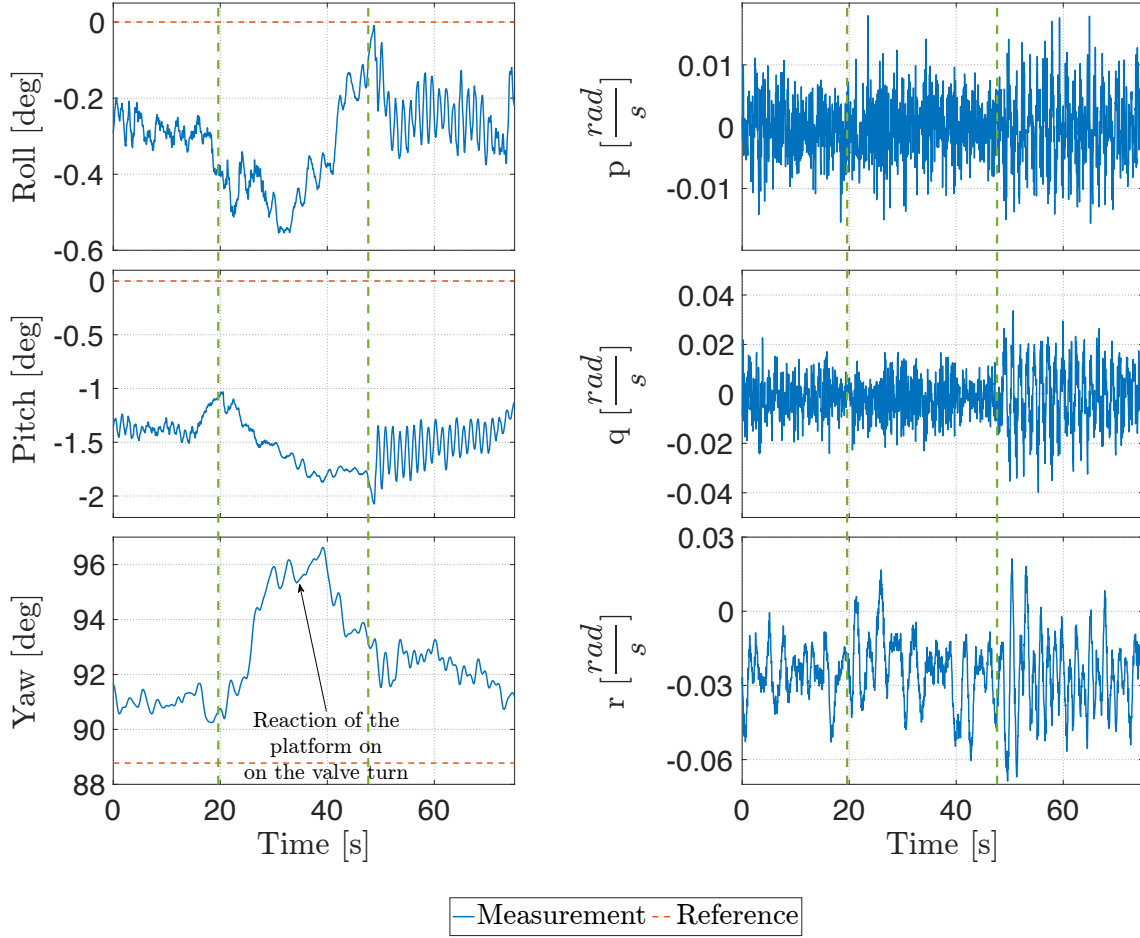 0
-0.2
-0.4
-0.6
Roll [deg]
0
-0.5
-1
-1.5
-2
Pitch [deg]
96
94
92
90
88
Yaw [deg]
Reaction of the
platform on
on the valve turn
0 20 40 60
Time [s]
0.01
0
-0.01
p [rad/s]
0.04
0.02
0
-0.02
-0.04
q [rad/s]
0.03
0
-0.03
-0.06
r [rad/s]
0 20 40 60
Time [s]
Measurement Reference